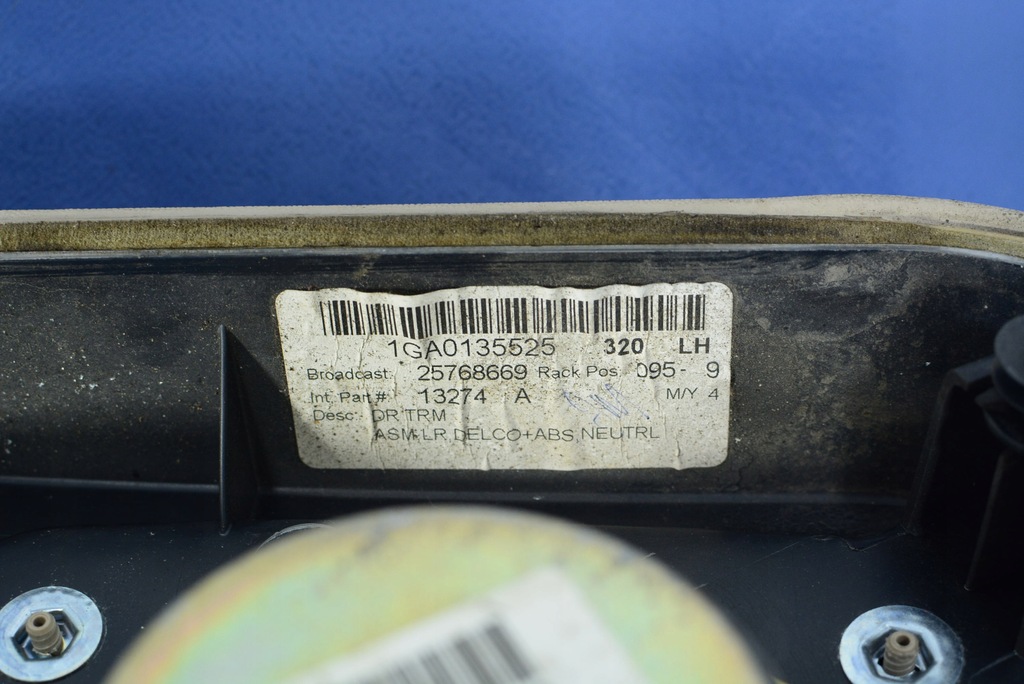 1GA0135525 320 LH
Broadcast: 25768669 Rack Pos: 095- 9
Int. Part #: 13274 A M/Y 4
Desc: DR TRM
ASM-LR,DELCO+ABS,NEUTRL